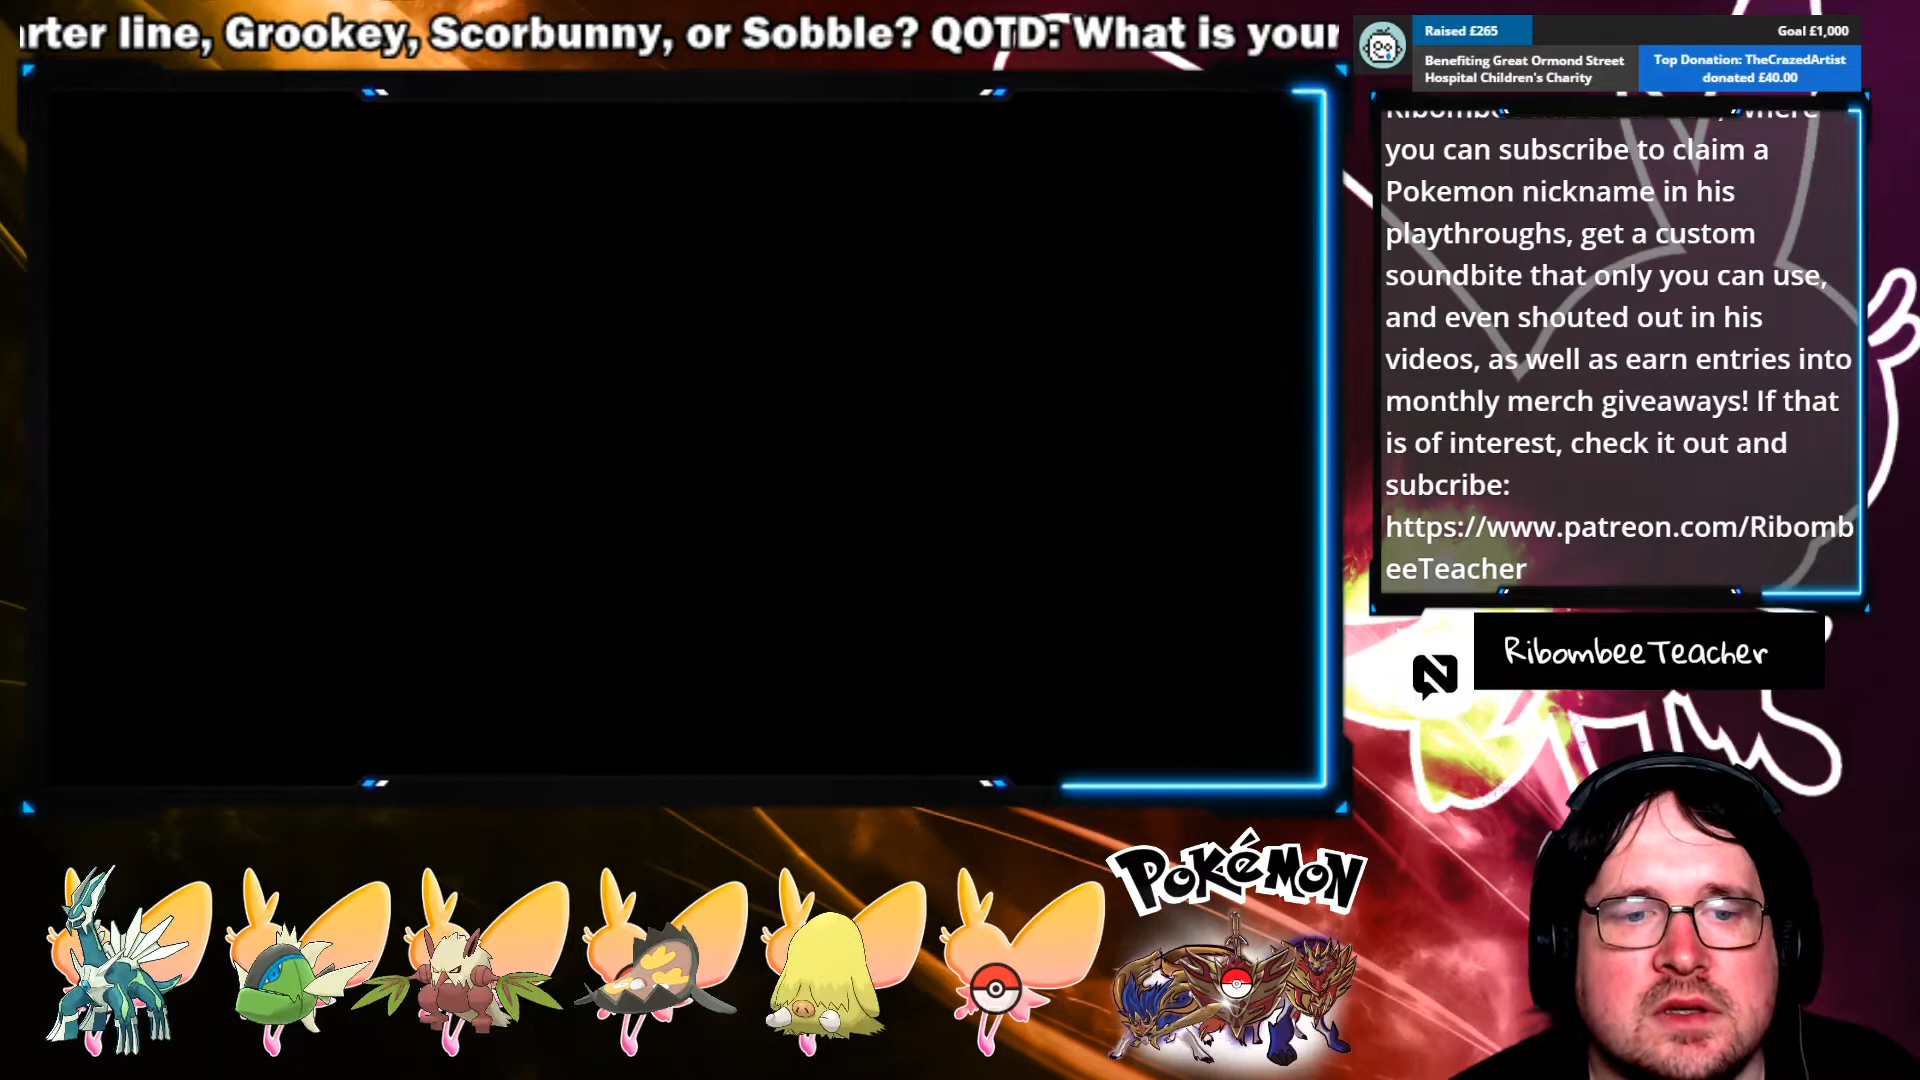 rter line, Grookey, Scorbunny, or Sobble? QOTD: What is your
Raised £265
Goal £1,000
Benefiting Great Ormond Street
Hospital Children's Charity
Top Donation: TheCrazedArtist
donated £40.00
where
you can subscribe to claim a
Pokemon nickname in his
playthroughs, get a custom
soundbite that only you can use,
and even shouted out in his
videos, as well as earn entries into
monthly merch giveaways! If that
is of interest, check it out and
subcribe:
https://www.patreon.com/Ribomb
eeTeacher
RibombeeTeacher
POKéMON